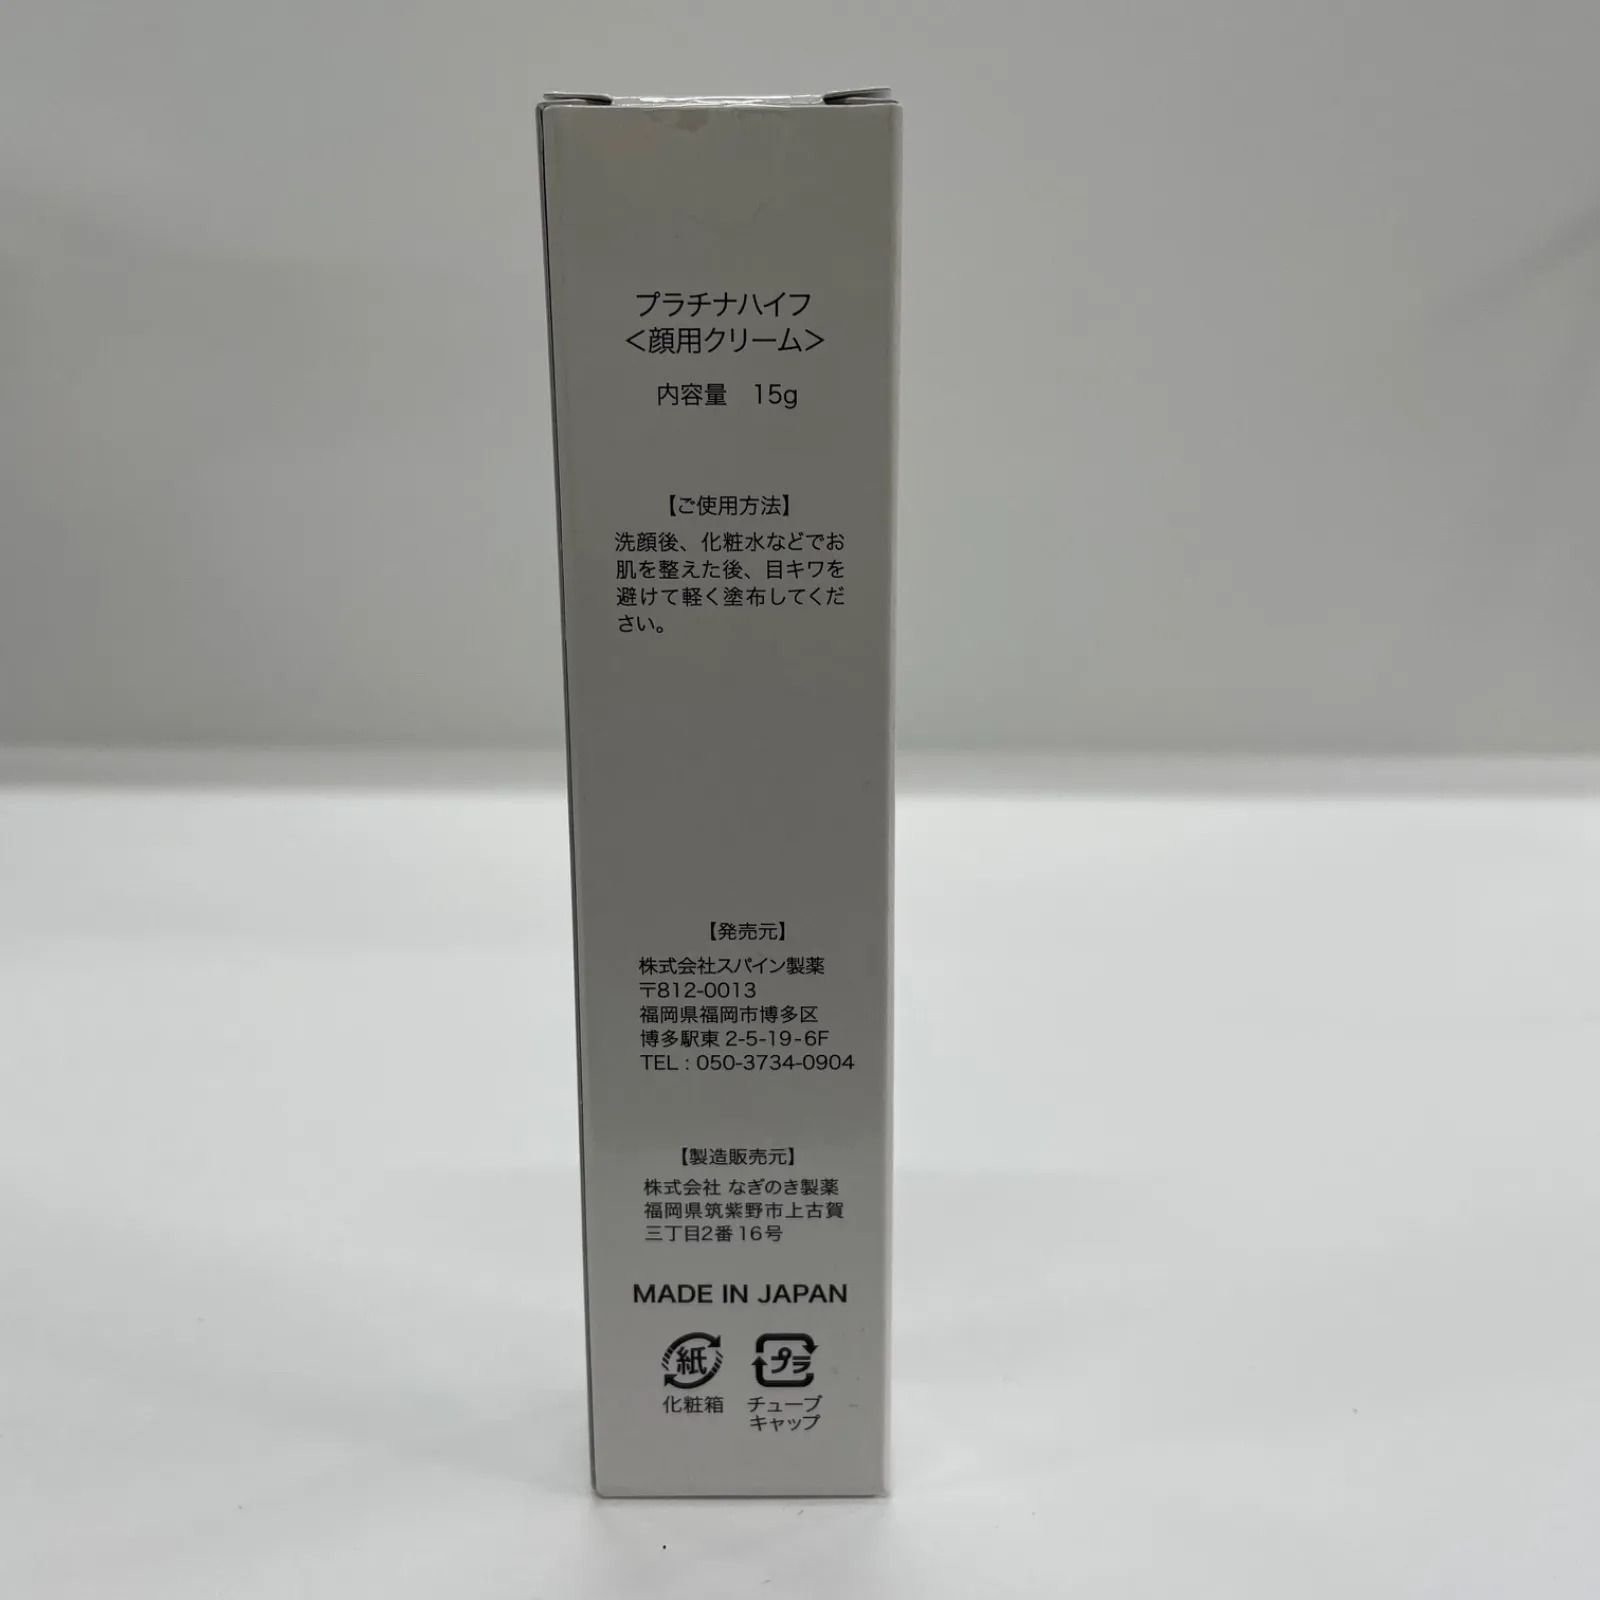 プラチナハイフ
＜顔用クリーム＞
内容量　15g
【ご使用方法】
洗顔後、化粧水などでお
肌を整えた後、目キワを
避けて軽く塗布してくだ
さい。
【発売元】
株式会社スパイン製薬
〒812-0013
福岡県福岡市博多区
博多駅東 2-5-19-6F
TEL : 050-3734-0904
【製造販売元】
株式会社 なぎのき製薬
福岡県筑紫野市上古賀
三丁目2番 16号
MADE IN JAPAN
紙 プラ
化粧箱 チューブ
キャップ